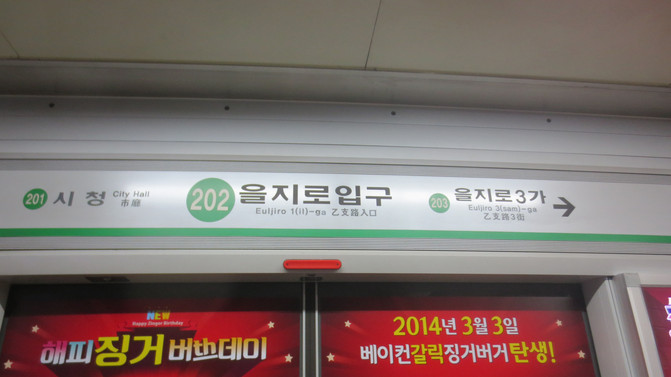 201 시청 City Hall 市廳
202 을지로입구
Euljiro 1(il)-ga 乙支路入口
203 을지로3가
Euljiro 3(sam)-ga
乙支路3街
NEW
Happy Zinger Birthday
해피 징거 버쓰데이
2014년 3월 3일
베이컨갈릭징거버거 탄생!